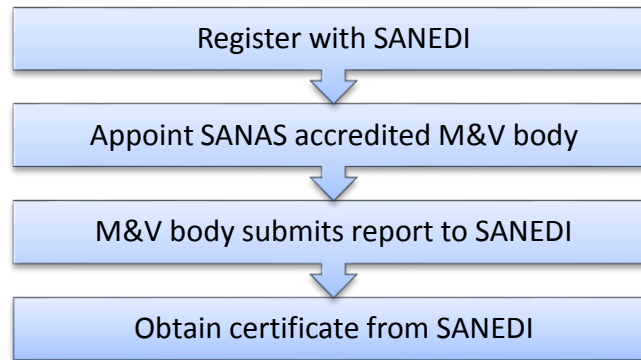 Register with SANEDI
Appoint SANAS accredited M&V body
M&V body submits report to SANEDI
Obtain certificate from SANEDI